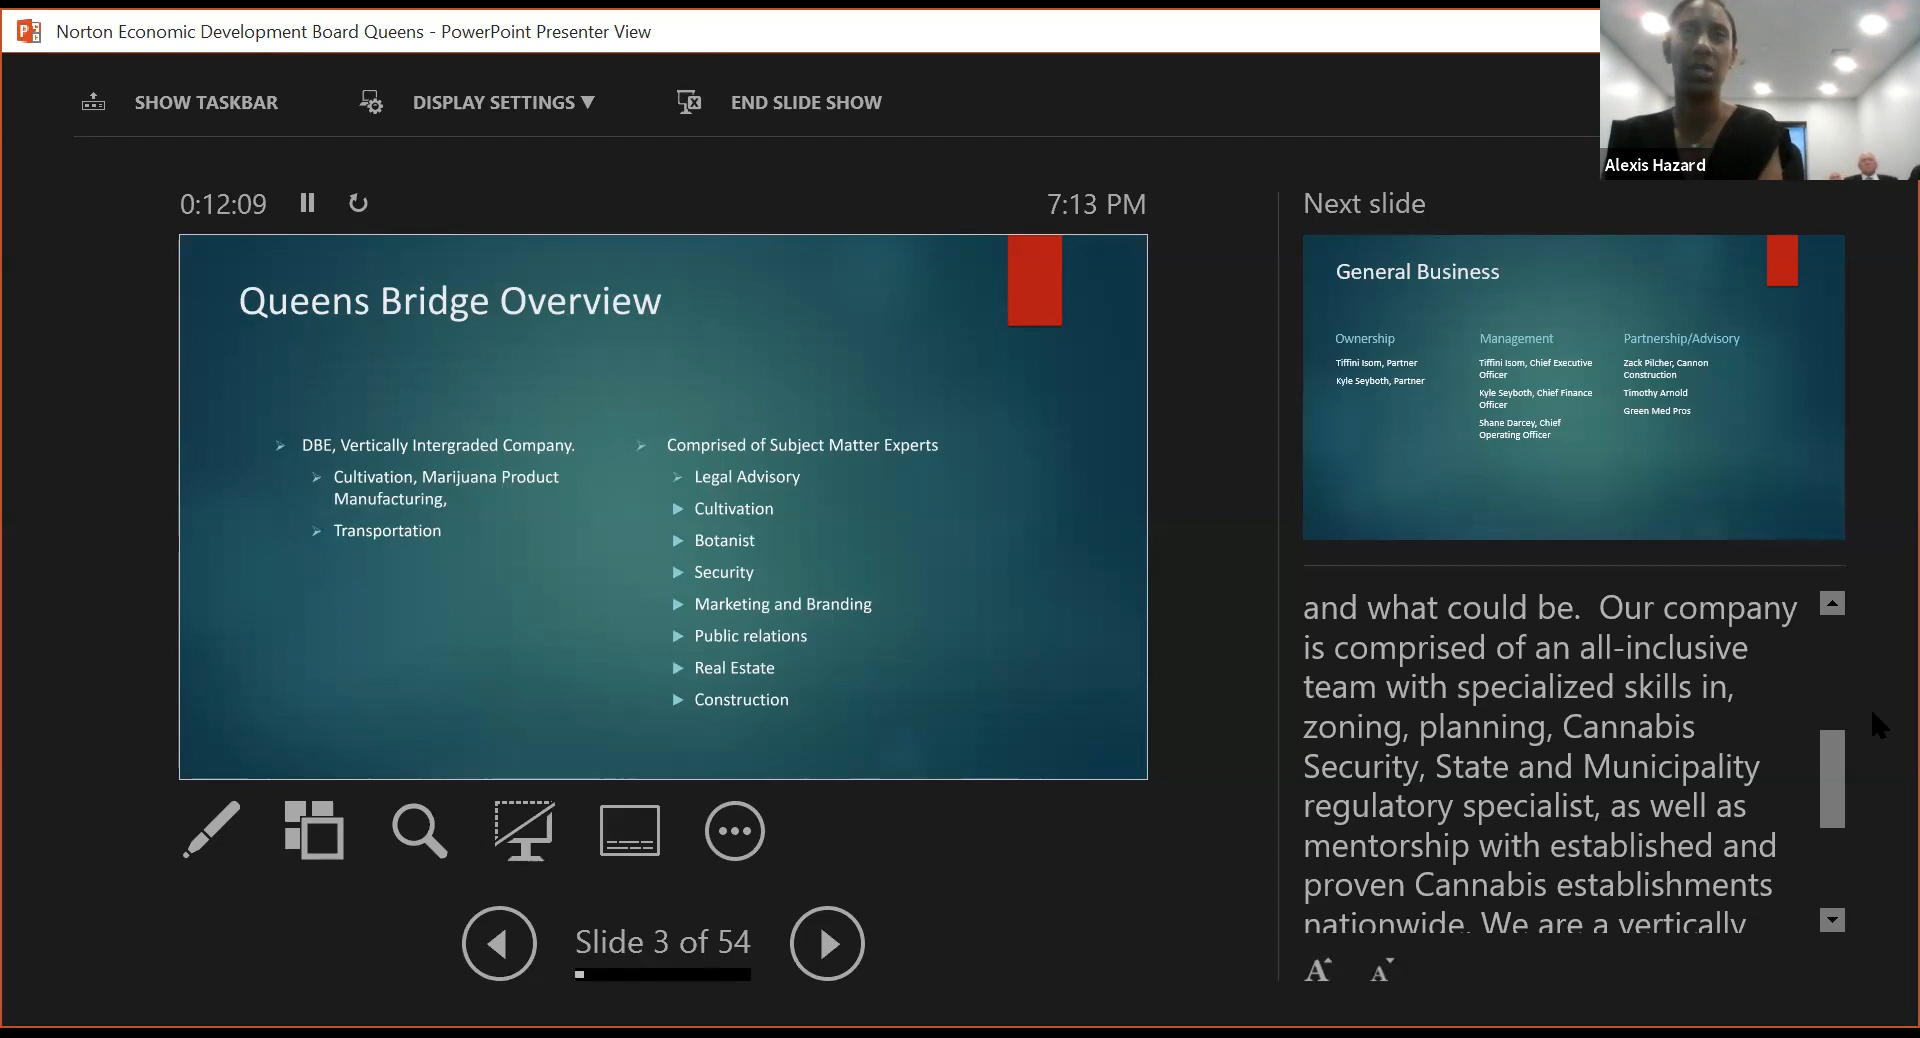 Norton Economic Development Board Queens - PowerPoint Presenter View
SHOW TASKBAR
DISPLAY SETTINGS ▼
END SLIDE SHOW
Alexis Hazard
0:12:09
7:13 PM
Queens Bridge Overview
DBE, Vertically Intergraded Company.
Cultivation, Marijuana Product
Manufacturing,
Transportation
Comprised of Subject Matter Experts
Legal Advisory
Cultivation
Botanist
Security
Marketing and Branding
Public relations
Real Estate
Construction
Slide 3 of 54
Next slide
General Business
Ownership
Tiffini Isom, Partner
Kyle Seyboth, Partner
Management
Tiffini Isom, Chief Executive
Officer
Kyle Seyboth, Chief Finance
Officer
Shane Darcey, Chief
Operating Officer
Partnership/Advisory
Zack Pilcher, Cannon
Construction
Timothy Arnold
Green Med Pros
and what could be.  Our company
is comprised of an all-inclusive
team with specialized skills in,
zoning, planning, Cannabis
Security, State and Municipality
regulatory specialist, as well as
mentorship with established and
proven Cannabis establishments
nationwide. We are a vertically
A A